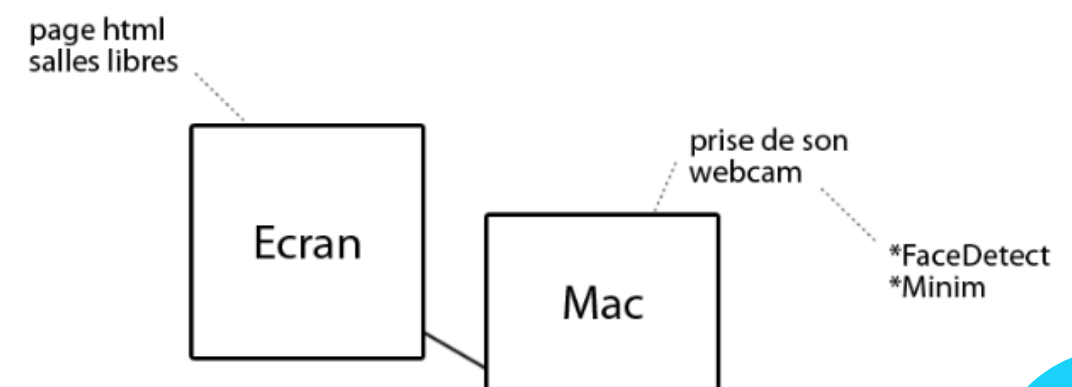 page html
salles libres
prise de son
webcam
Ecran
*FaceDetect
*Minim
Mac